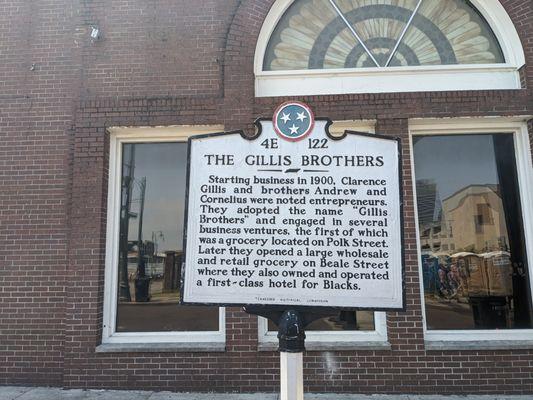 4E 122
THE GILLIS BROTHERS
Starting business in 1900, Clarence
Gillis and brothers Andrew and
Cornelius were noted entrepreneurs.
They adopted the name "Gillis
Brothers" and engaged in several
business ventures, the first of which
was a grocery located on Polk Street.
Later they opened a large wholesale
and retail grocery on Beale Street
where they also owned and operated
a first-class hotel for Blacks.
TENNESSEE HISTORICAL COMMISSION